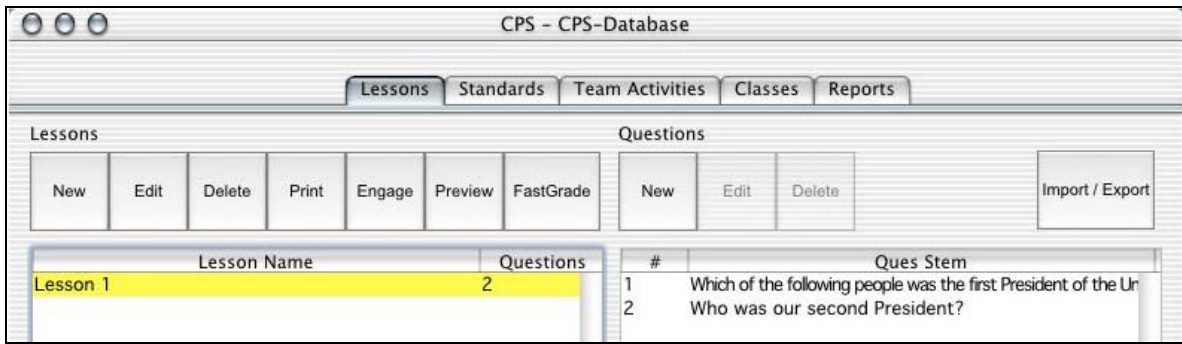 CPS - CPS-Database
Lessons Standards Team Activities Classes Reports
Lessons Questions
New Edit Delete Print Engage Preview FastGrade New Edit Delete Import / Export
Lesson Name Questions # Ques Stem
Lesson 1 2 1 Which of the following people was the first President of the Un
2 Who was our second President?